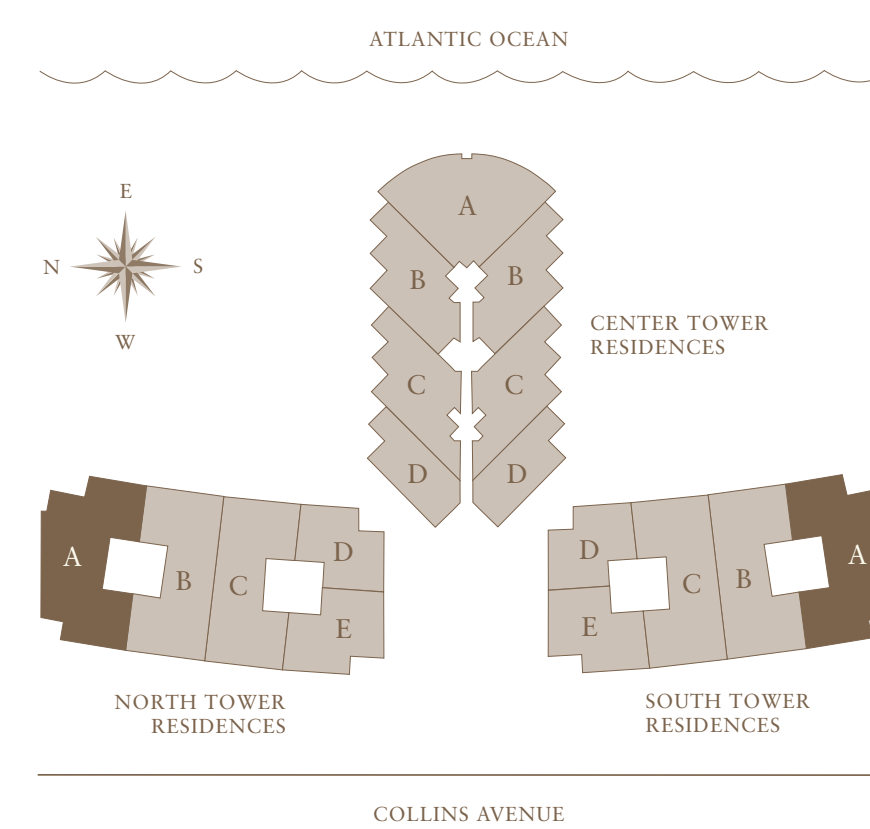 ATLANTIC OCEAN
E
N
S
W
A
B
B
CENTER TOWER
RESIDENCES
C
C
D
D
A
B
C
D
E
D
E
C
B
A
NORTH TOWER
RESIDENCES
SOUTH TOWER
RESIDENCES
COLLINS AVENUE